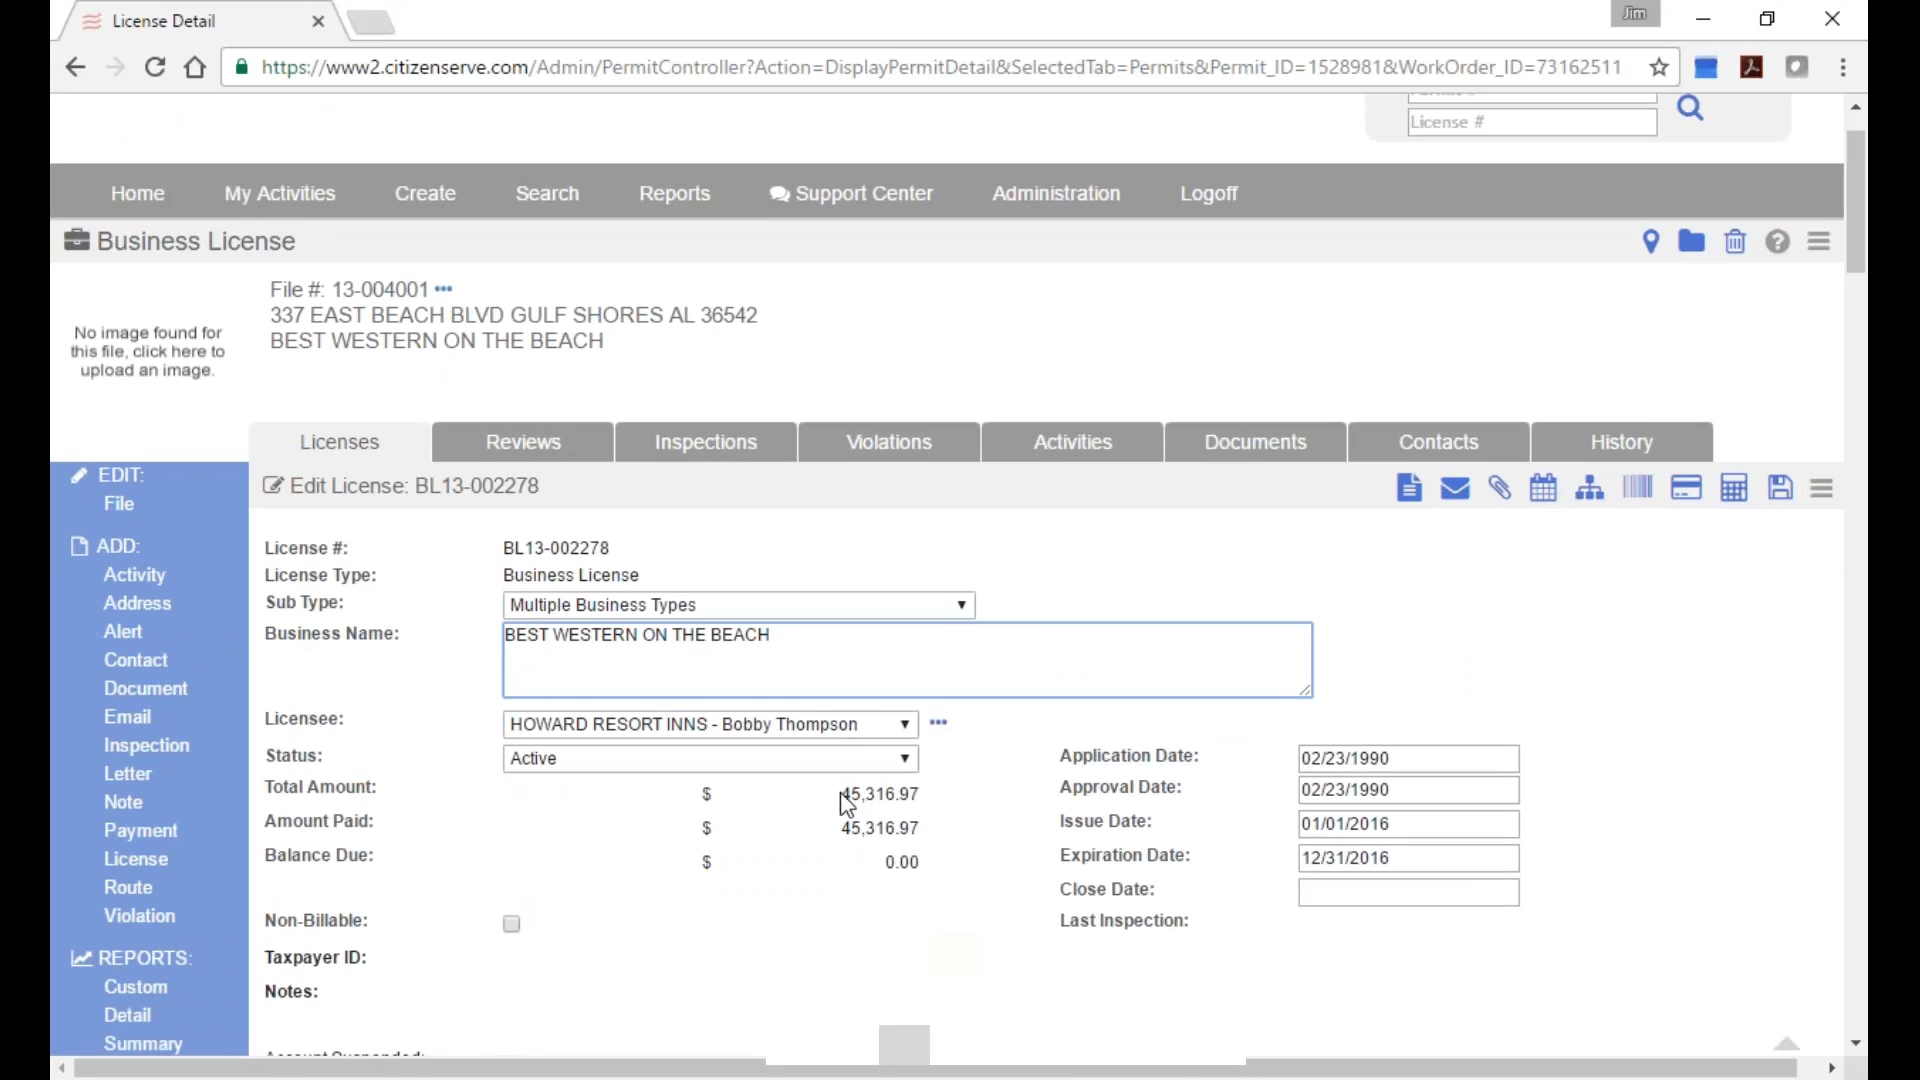 License Detail
Jim
https://www2.citizenserve.com/Admin/PermitController?Action=DisplayPermitDetail&SelectedTab=Permits&Permit_ID=1528981&WorkOrder_ID=73162511
License #
Home My Activities Create Search Reports Support Center Administration Logoff
Business License
No image found for
this file, click here to
upload an image.
File #: 13-004001 •••
337 EAST BEACH BLVD GULF SHORES AL 36542
BEST WESTERN ON THE BEACH
Licenses Reviews Inspections Violations Activities Documents Contacts History
EDIT:
File
ADD:
Activity
Address
Alert
Contact
Document
Email
Inspection
Letter
Note
Payment
License
Route
Violation
REPORTS:
Custom
Detail
Summary
Edit License: BL13-002278
License #: BL13-002278
License Type: Business License
Sub Type: Multiple Business Types
Business Name: BEST WESTERN ON THE BEACH
Licensee: HOWARD RESORT INNS - Bobby Thompson •••
Status: Active
Application Date: 02/23/1990
Total Amount: $ 45,316.97
Approval Date: 02/23/1990
Amount Paid: $ 45,316.97
Issue Date: 01/01/2016
Balance Due: $ 0.00
Expiration Date: 12/31/2016
Close Date:
Non-Billable:
Last Inspection:
Taxpayer ID:
Notes: